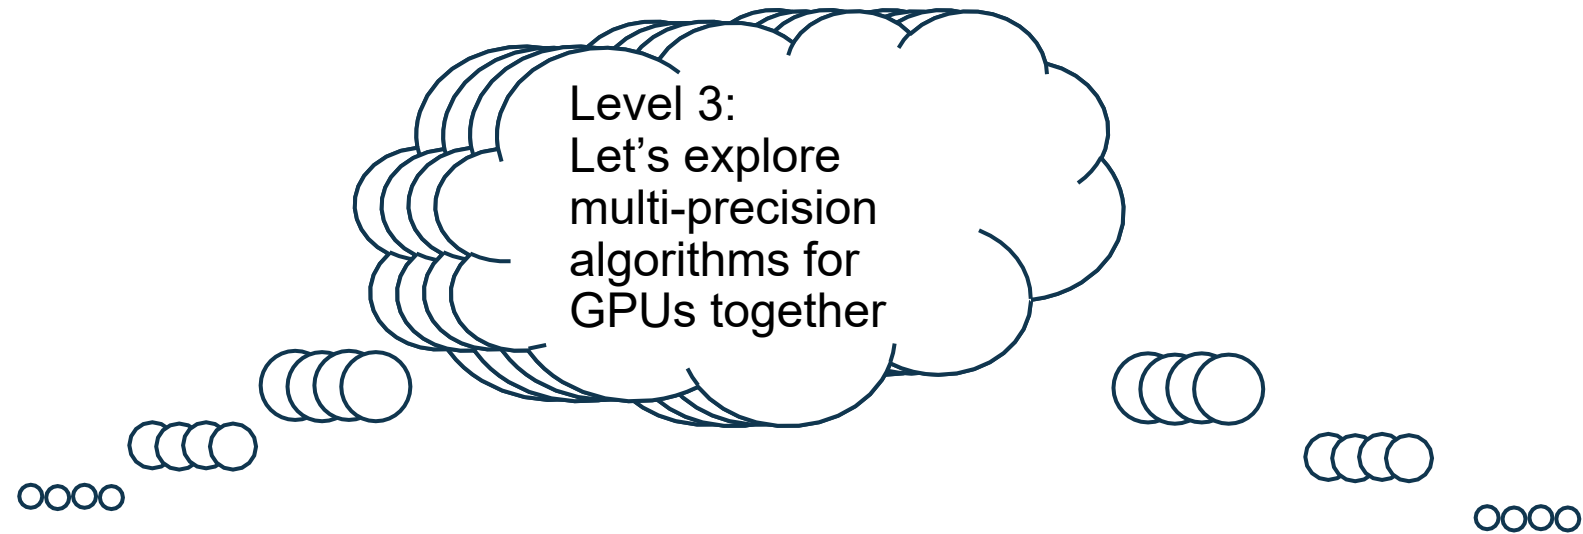 Level 3:
Let’s explore
multi-precision
algorithms for
GPUs together